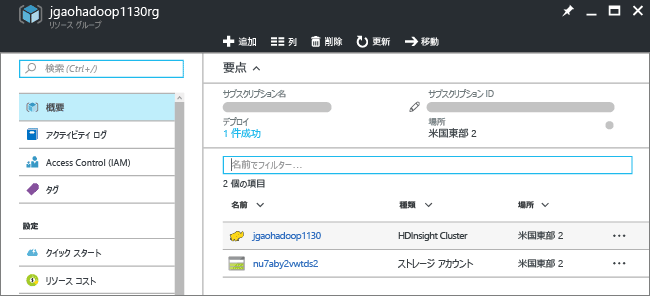 jgaohadoop1130rg
リソース グループ
追加 列 削除 更新 移動
検索 (Ctrl+/)
概要
アクティビティ ログ
Access Control (IAM)
タグ
設定
クイック スタート
リソース コスト
要点
サブスクリプション名 サブスクリプション ID
デプロイ 場所
1 件成功 米国東部 2
名前でフィルター...
2 個の項目
名前 種類 場所
jgaohadoop1130 HDInsight Cluster 米国東部 2
nu7aby2vwtds2 ストレージ アカウント 米国東部 2